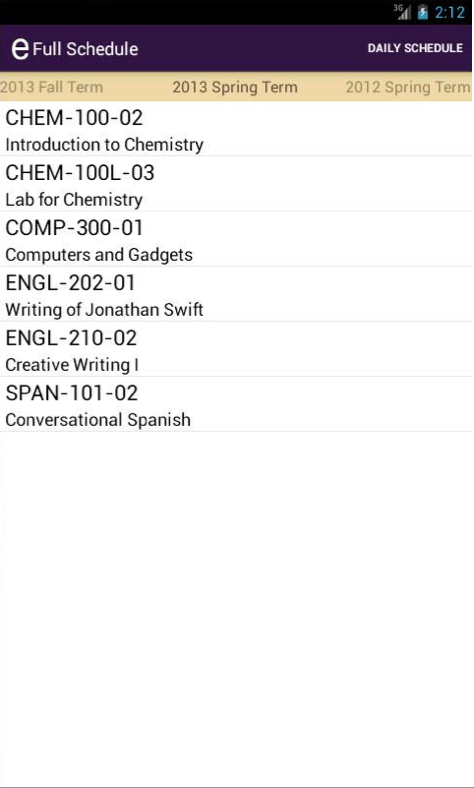 3G 2:12
e Full Schedule DAILY SCHEDULE
2013 Fall Term 2013 Spring Term 2012 Spring Term
CHEM-100-02
Introduction to Chemistry
CHEM-100L-03
Lab for Chemistry
COMP-300-01
Computers and Gadgets
ENGL-202-01
Writing of Jonathan Swift
ENGL-210-02
Creative Writing I
SPAN-101-02
Conversational Spanish